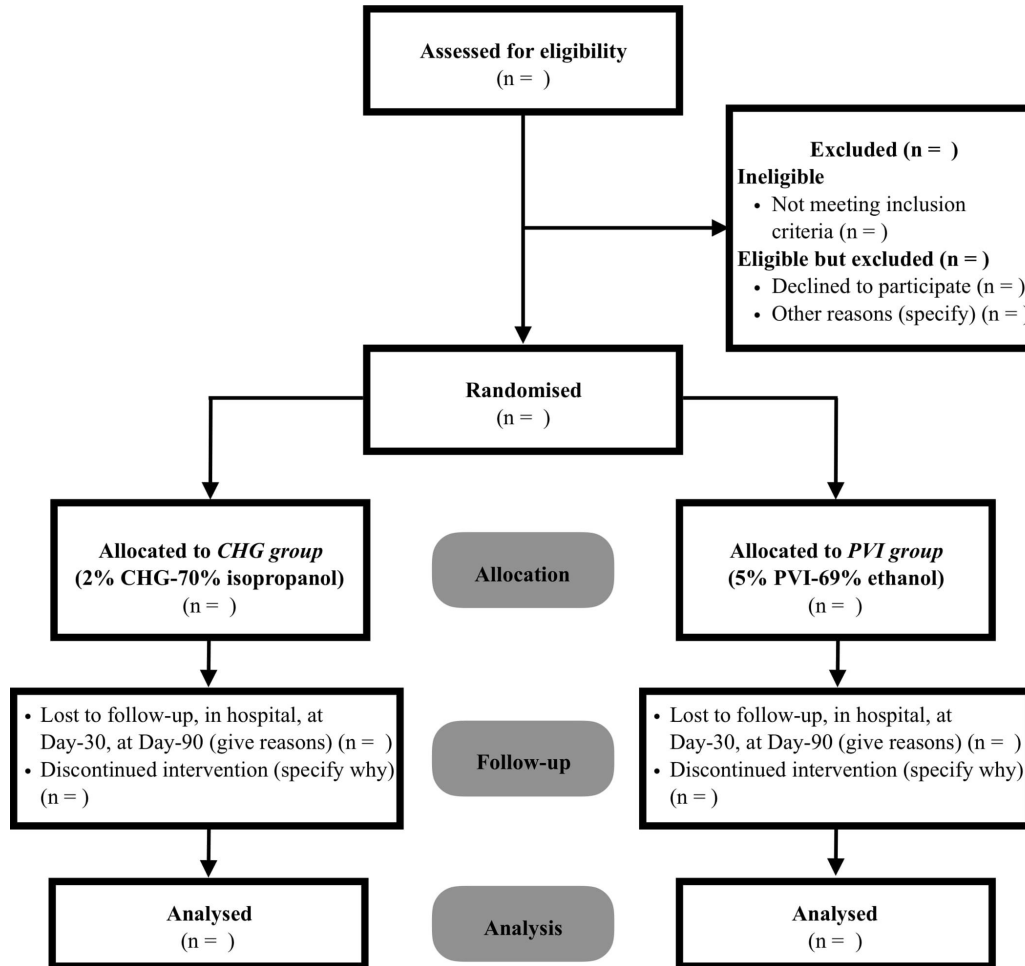 Assessed for eligibility
(n =  )
Excluded (n =  )
Ineligible
• Not meeting inclusion
criteria (n = )
Eligible but excluded (n = )
• Declined to participate (n = )
• Other reasons (specify) (n = )
Randomised
(n =  )
Allocated to CHG group
(2% CHG-70% isopropanol)
(n =  )
Allocation
Allocated to PVI group
(5% PVI-69% ethanol)
(n =  )
• Lost to follow-up, in hospital, at
Day-30, at Day-90 (give reasons) (n =  )
• Discontinued intervention (specify why)
(n = )
Follow-up
• Lost to follow-up, in hospital, at
Day-30, at Day-90 (give reasons) (n =  )
• Discontinued intervention (specify why)
(n = )
Analysed
(n =  )
Analysis
Analysed
(n =  )